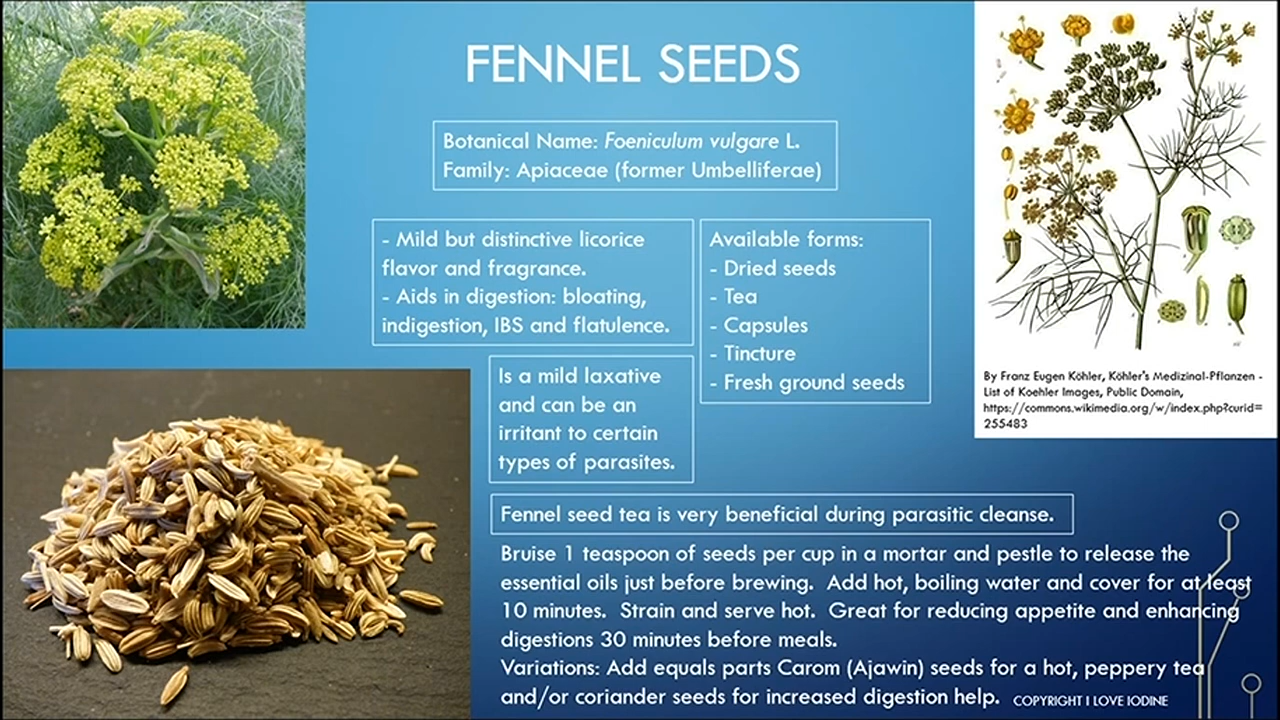 FENNEL SEEDS
Botanical Name: Foeniculum vulgare L.
Family: Apiaceae (former Umbelliferae)
- Mild but distinctive licorice
flavor and fragrance.
- Aids in digestion: bloating,
indigestion, IBS and flatulence.
Available forms:
- Dried seeds
- Tea
- Capsules
- Tincture
- Fresh ground seeds
Is a mild laxative
and can be an
irritant to certain
types of parasites.
By Franz Eugen Köhler, Köhler's Medizinal-Pflanzen -
List of Koehler Images, Public Domain,
https://commons.wikimedia.org/w/index.php?curid=
255483
Fennel seed tea is very beneficial during parasitic cleanse.
Bruise 1 teaspoon of seeds per cup in a mortar and pestle to release the
essential oils just before brewing.  Add hot, boiling water and cover for at least
10 minutes.  Strain and serve hot.  Great for reducing appetite and enhancing
digestions 30 minutes before meals.
Variations: Add equals parts Carom (Ajawin) seeds for a hot, peppery tea
and/or coriander seeds for increased digestion help.
COPYRIGHT I LOVE IODINE